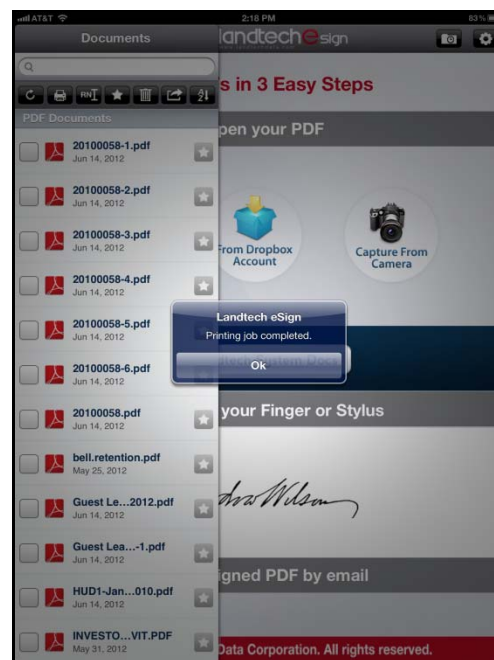 AT&T
2:18 PM
83%
Documents
landtech esign
s in 3 Easy Steps
RIN
PDF Documents
pen your PDF
20100058-1.pdf
Jun 14, 2012
20100058-2.pdf
Jun 14, 2012
20100058-3.pdf
Jun 14, 2012
From Dropbox
Account
Capture From
Camera
20100058-4.pdf
Jun 14, 2012
20100058-5.pdf
Jun 14, 2012
Landtech eSign
Printing job completed.
Ok
20100058-6.pdf
Jun 14, 2012
20100058.pdf
Jun 14, 2012
your Finger or Stylus
bell.retention.pdf
May 25, 2012
Guest Le...2012.pdf
Jun 14, 2012
Wilson
Guest Lea...-1.pdf
Jun 14, 2012
igned PDF by email
HUD1-Jan...010.pdf
Jun 14, 2012
INVESTO...VIT.PDF
May 31, 2012
Data Corporation. All rights reserved.